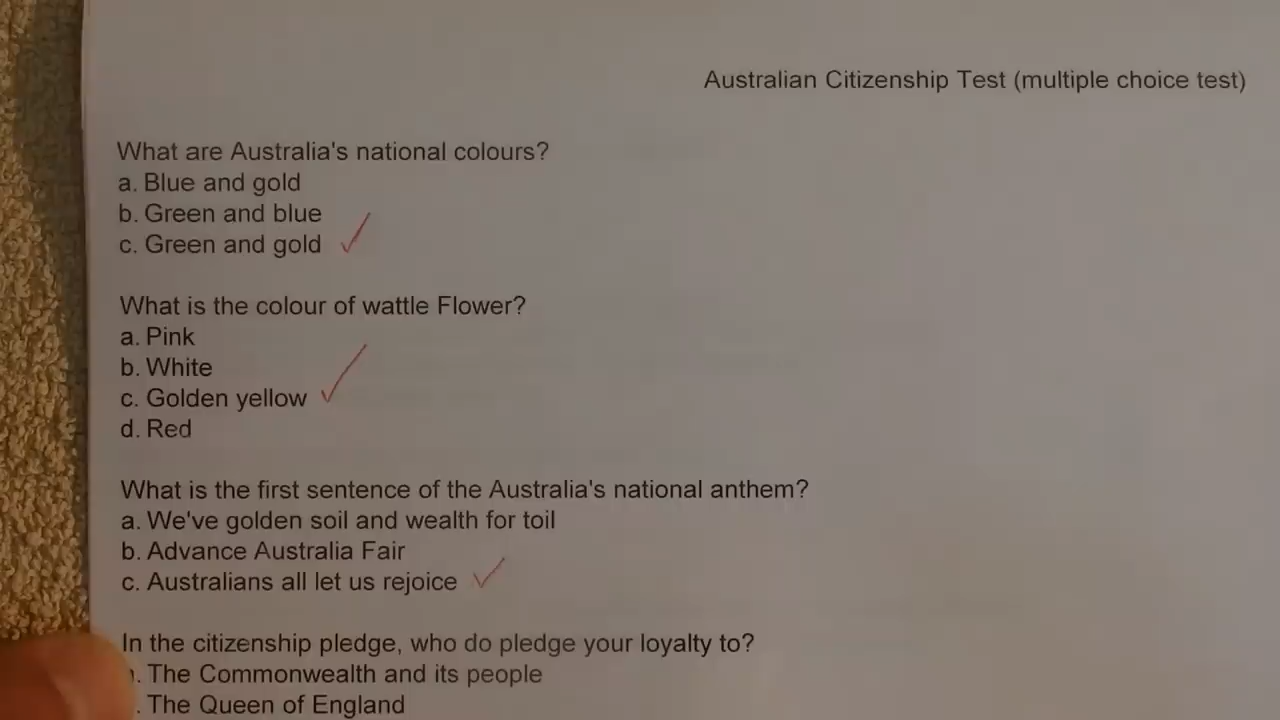 Australian Citizenship Test (multiple choice test)
What are Australia's national colours?
a. Blue and gold
b. Green and blue
c. Green and gold
What is the colour of wattle Flower?
a. Pink
b. White
c. Golden yellow
d. Red
What is the first sentence of the Australia's national anthem?
a. We've golden soil and wealth for toil
b. Advance Australia Fair
c. Australians all let us rejoice
In the citizenship pledge, who do pledge your loyalty to?
. The Commonwealth and its people
. The Queen of England